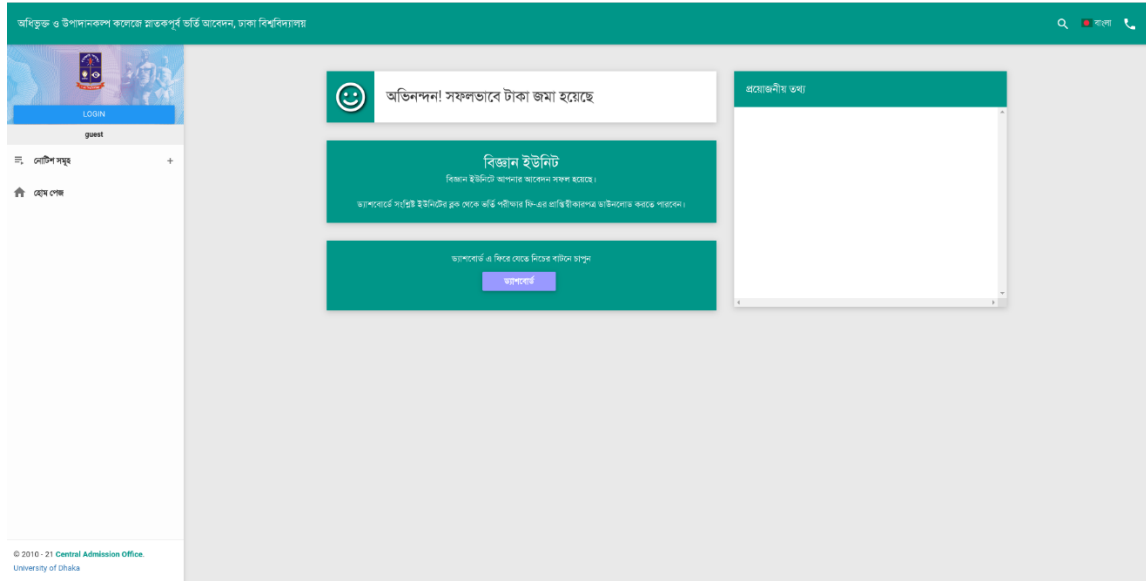 অধিভুক্ত ও উপাদানকল্প কলেজে স্নাতকপূর্ব ভর্তি আবেদন, ঢাকা বিশ্ববিদ্যালয়
বাংলা
LOGIN
guest
নোটিশ সমূহ
+
হোম পেজ
অভিনন্দন! সফলভাবে টাকা জমা হয়েছে
বিজ্ঞান ইউনিট
বিজ্ঞান ইউনিটে আপনার আবেদন সফল হয়েছে।
ড্যাশবোর্ডে সংশ্লিষ্ট ইউনিটের ব্লক থেকে ভর্তি পরীক্ষার ফি-এর প্রাপ্তিস্বীকারপত্র ডাউনলোড করতে পারবেন।
ড্যাশবোর্ড এ ফিরে যেতে নিচের বাটনে চাপুন
ড্যাশবোর্ড
প্রয়োজনীয় তথ্য
© 2010 - 21 Central Admission Office.
University of Dhaka